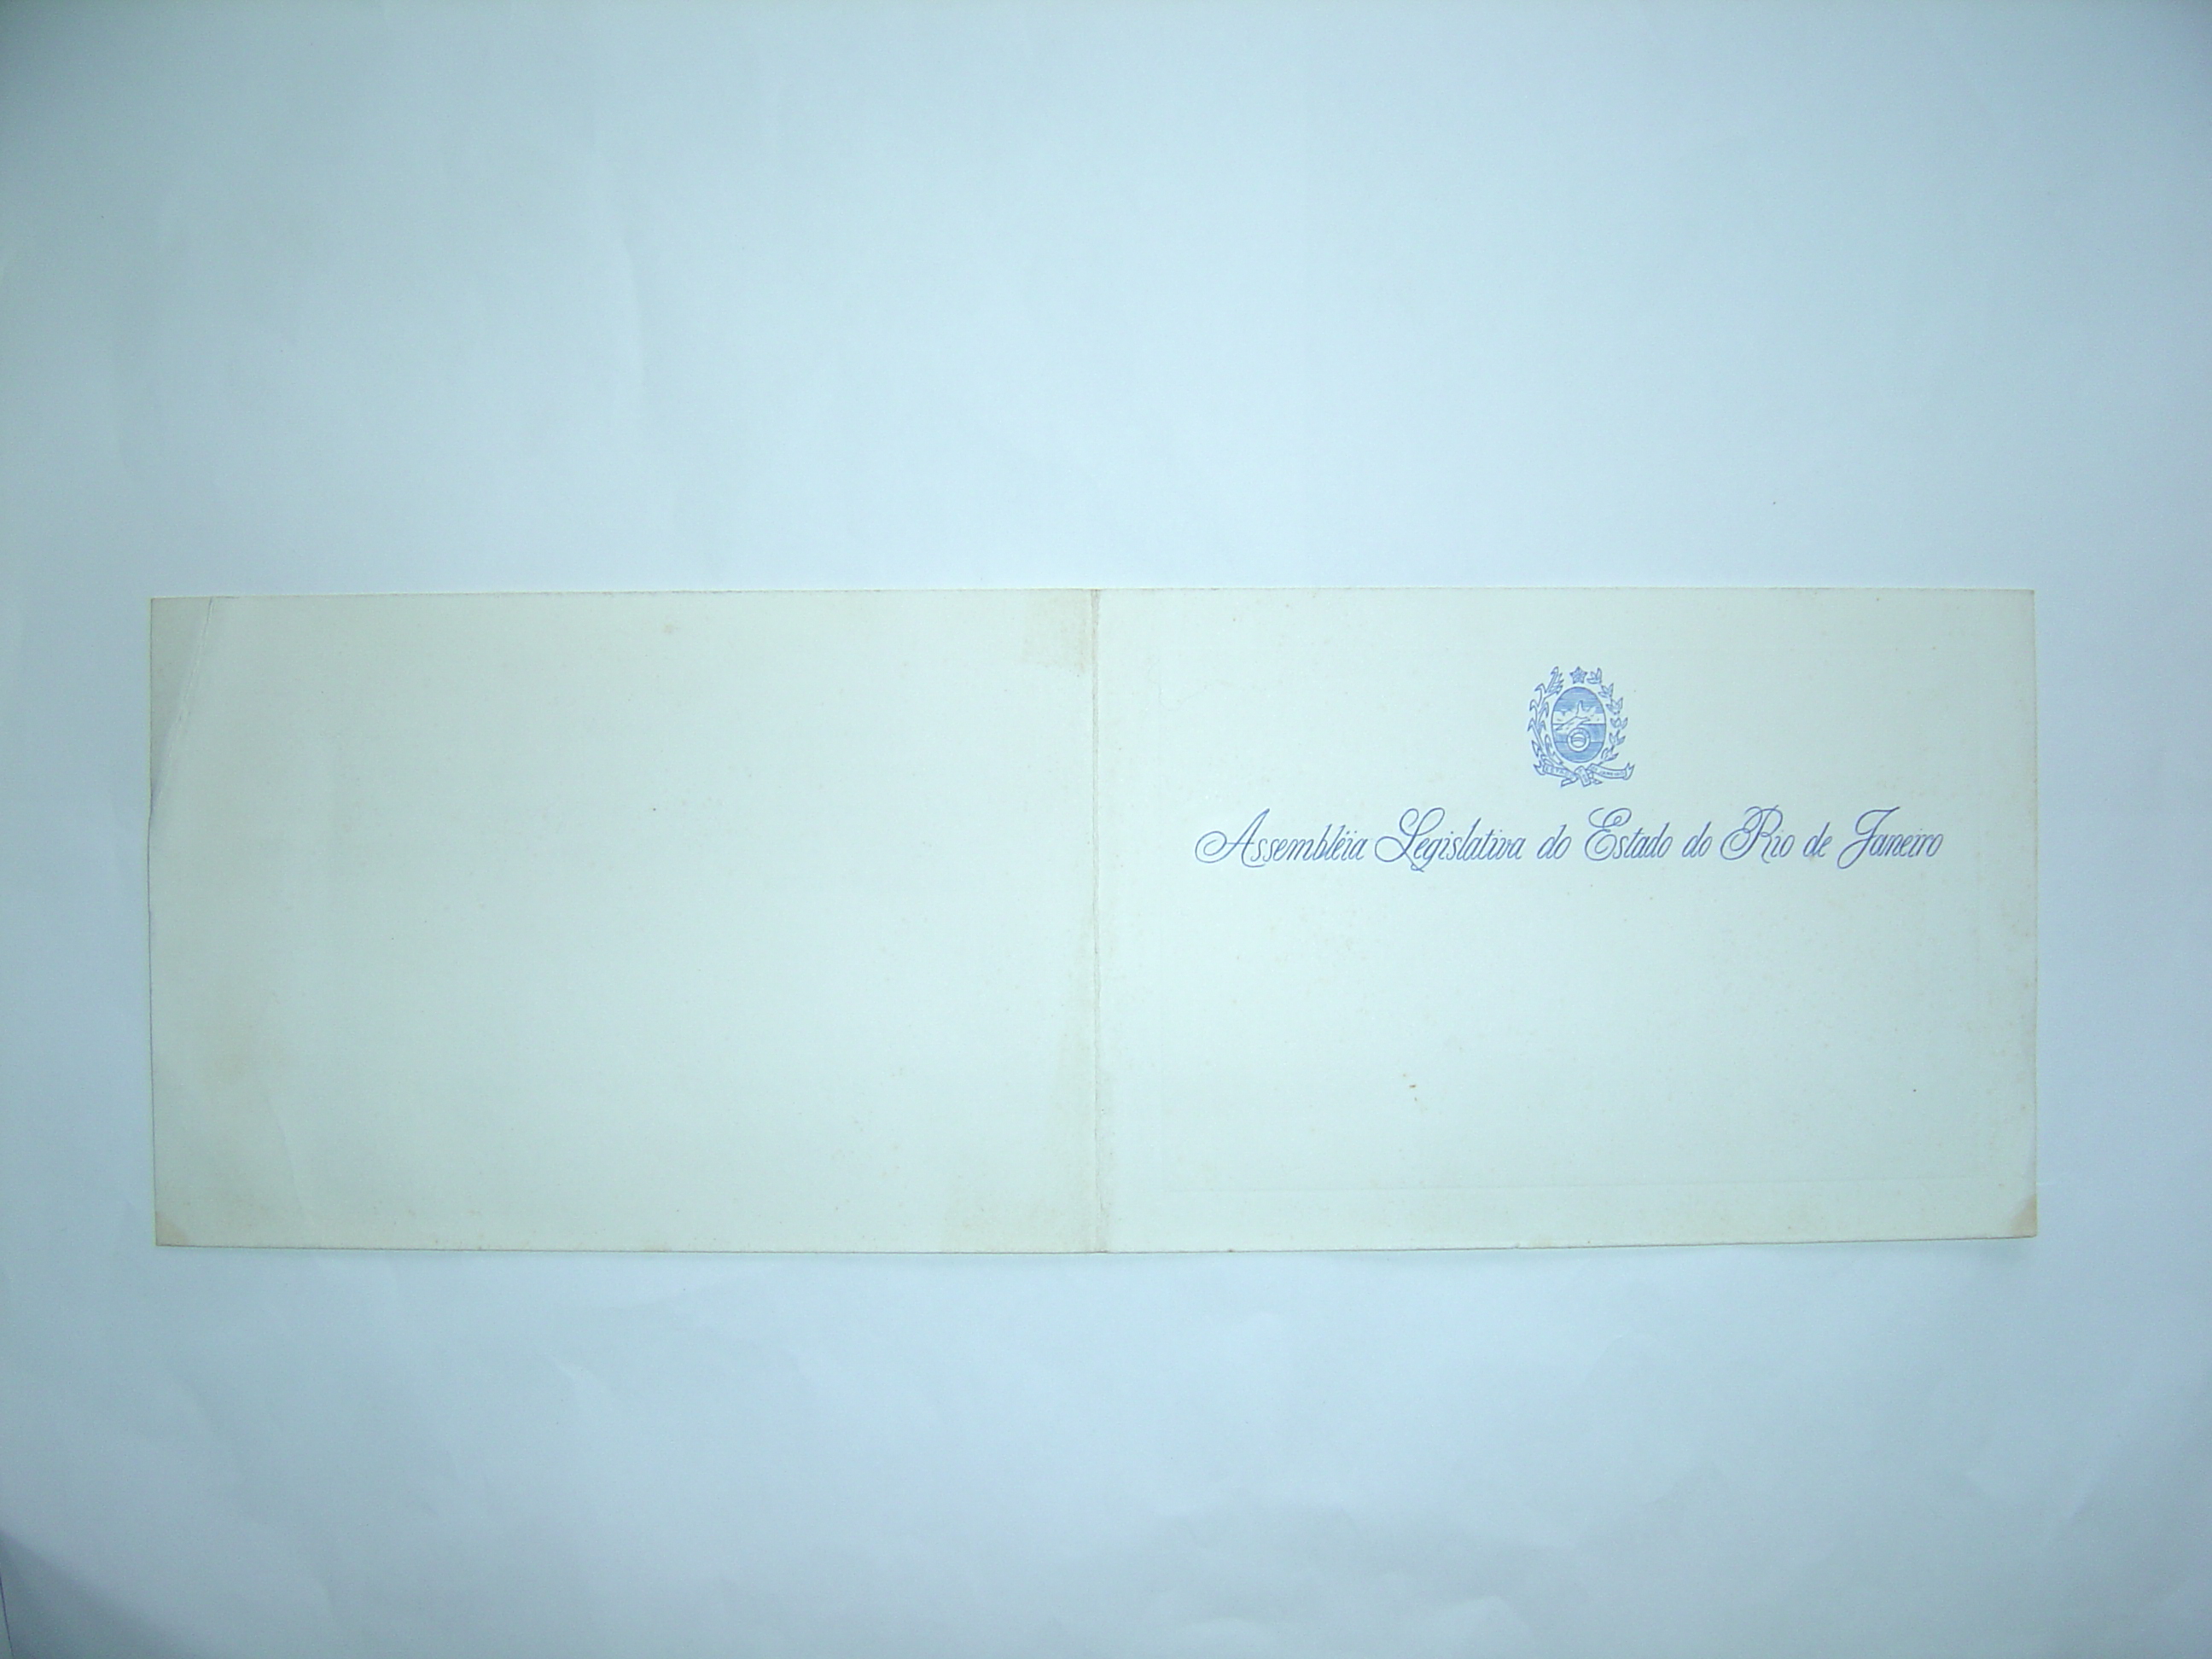 Assembléia Legislativa do Estado do Rio de Janeiro